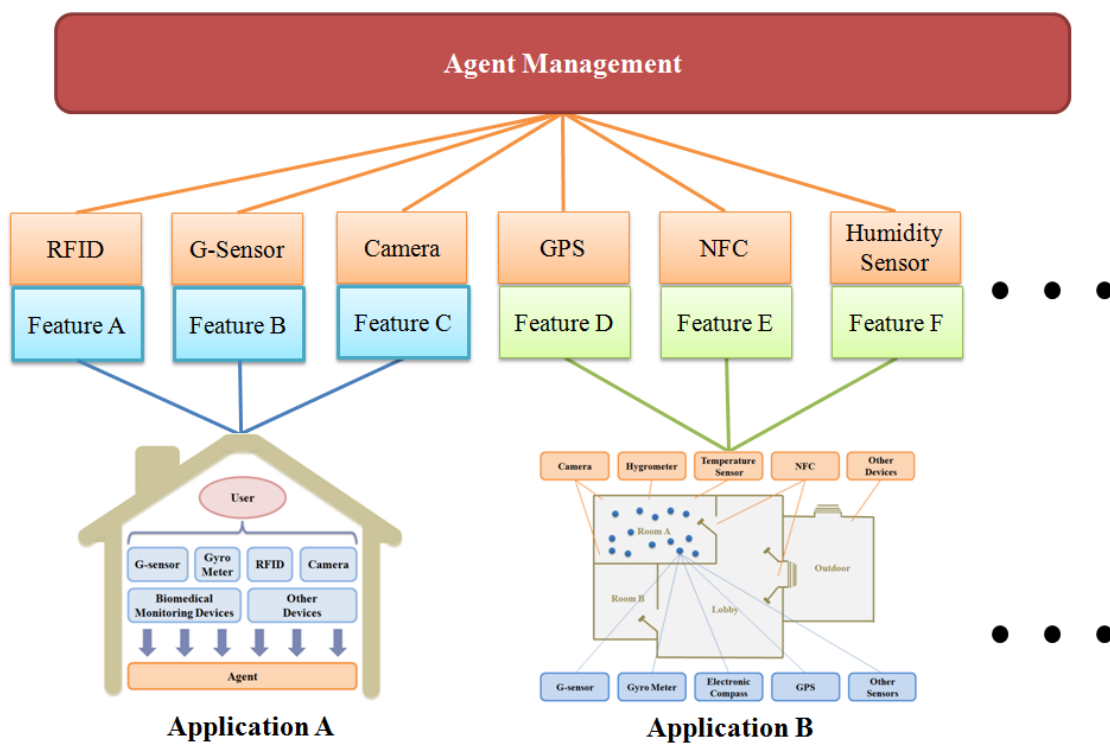 Agent Management
RFID
G-Sensor
Camera
GPS
NFC
Humidity
Sensor
Feature A
Feature B
Feature C
Feature D
Feature E
Feature F
User
G-sensor
Gyro
Meter
RFID
Camera
Biomedical
Monitoring Devices
Other
Devices
Agent
Application A
Camera
Hygrometer
Temperature
Sensor
NFC
Other
Devices
Room A
Room B
Lobby
Outdoor
G-sensor
Gyro Meter
Electronic
Compass
GPS
Other
Sensors
Application B